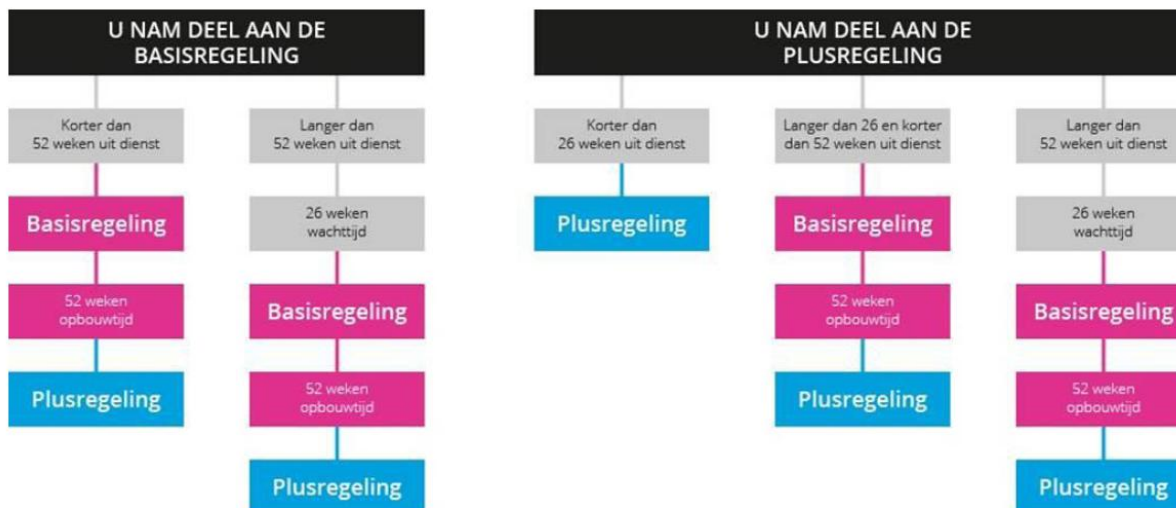 U NAM DEEL AAN DE
BASISREGELING
Korter dan
52 weken uit dienst
Basisregeling
52 weken
opbouwtijd
Plusregeling
Langer dan
52 weken uit dienst
26 weken
wachttijd
Basisregeling
52 weken
opbouwtijd
Plusregeling
U NAM DEEL AAN DE
PLUSREGELING
Korter dan
26 weken uit dienst
Plusregeling
Langer dan 26 en korter
dan 52 weken uit dienst
Basisregeling
52 weken
opbouwtijd
Plusregeling
Langer dan
52 weken uit dienst
26 weken
wachttijd
Basisregeling
52 weken
opbouwtijd
Plusregeling